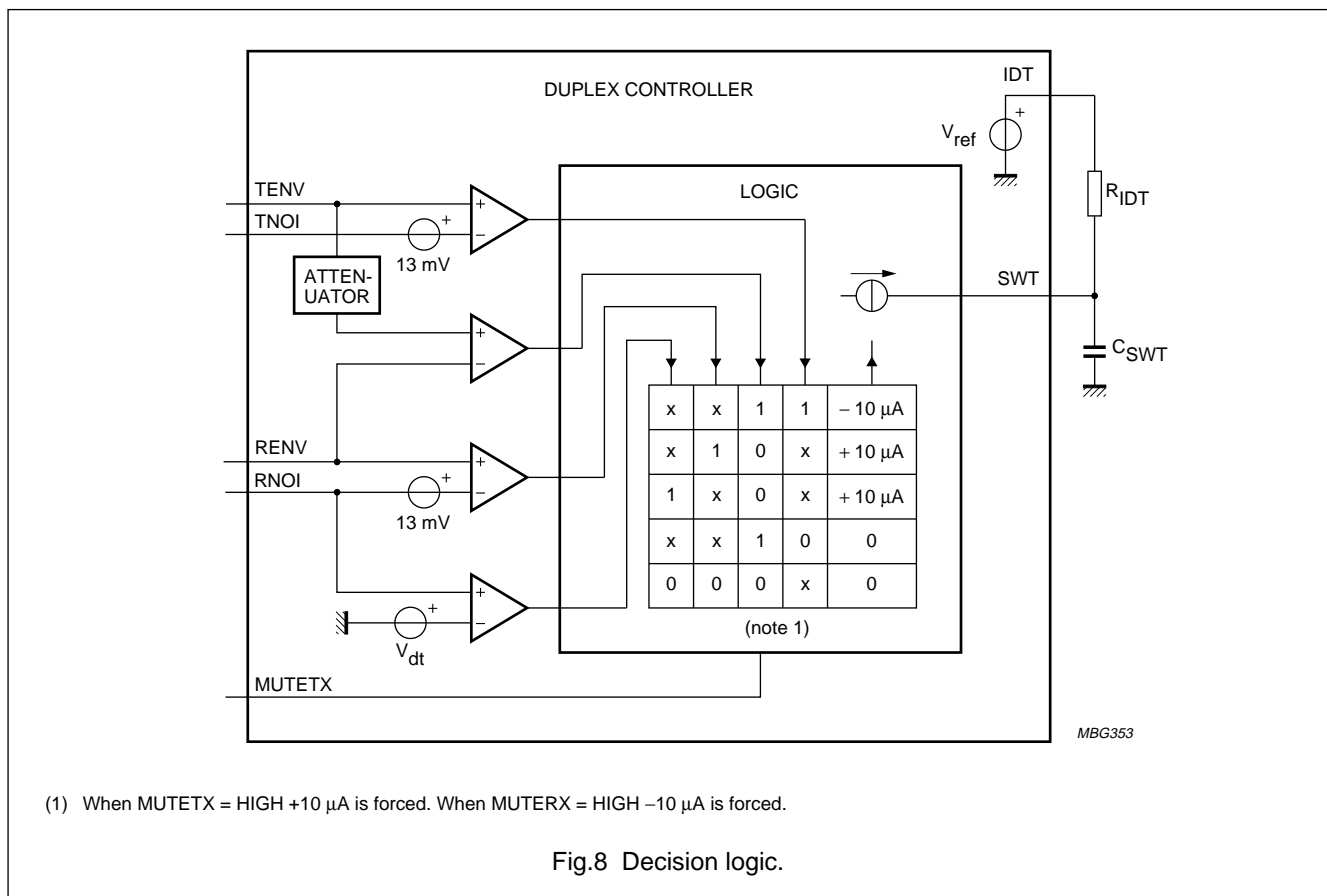 DUPLEX CONTROLLER
IDT
V_ref
+
R_IDT
TENV
TNOI
+
13 mV
+
−
LOGIC
ATTEN-
UATOR
SWT
+
−
C_SWT
x x 1 1 − 10 μA
x 1 0 x + 10 μA
1 x 0 x + 10 μA
x x 1 0 0
0 0 0 x 0
(note 1)
RENV
RNOI
+
13 mV
+
−
+
V_dt
+
−
MUTETX
MBG353
(1) When MUTETX = HIGH +10 μA is forced. When MUTERX = HIGH −10 μA is forced.
Fig.8 Decision logic.